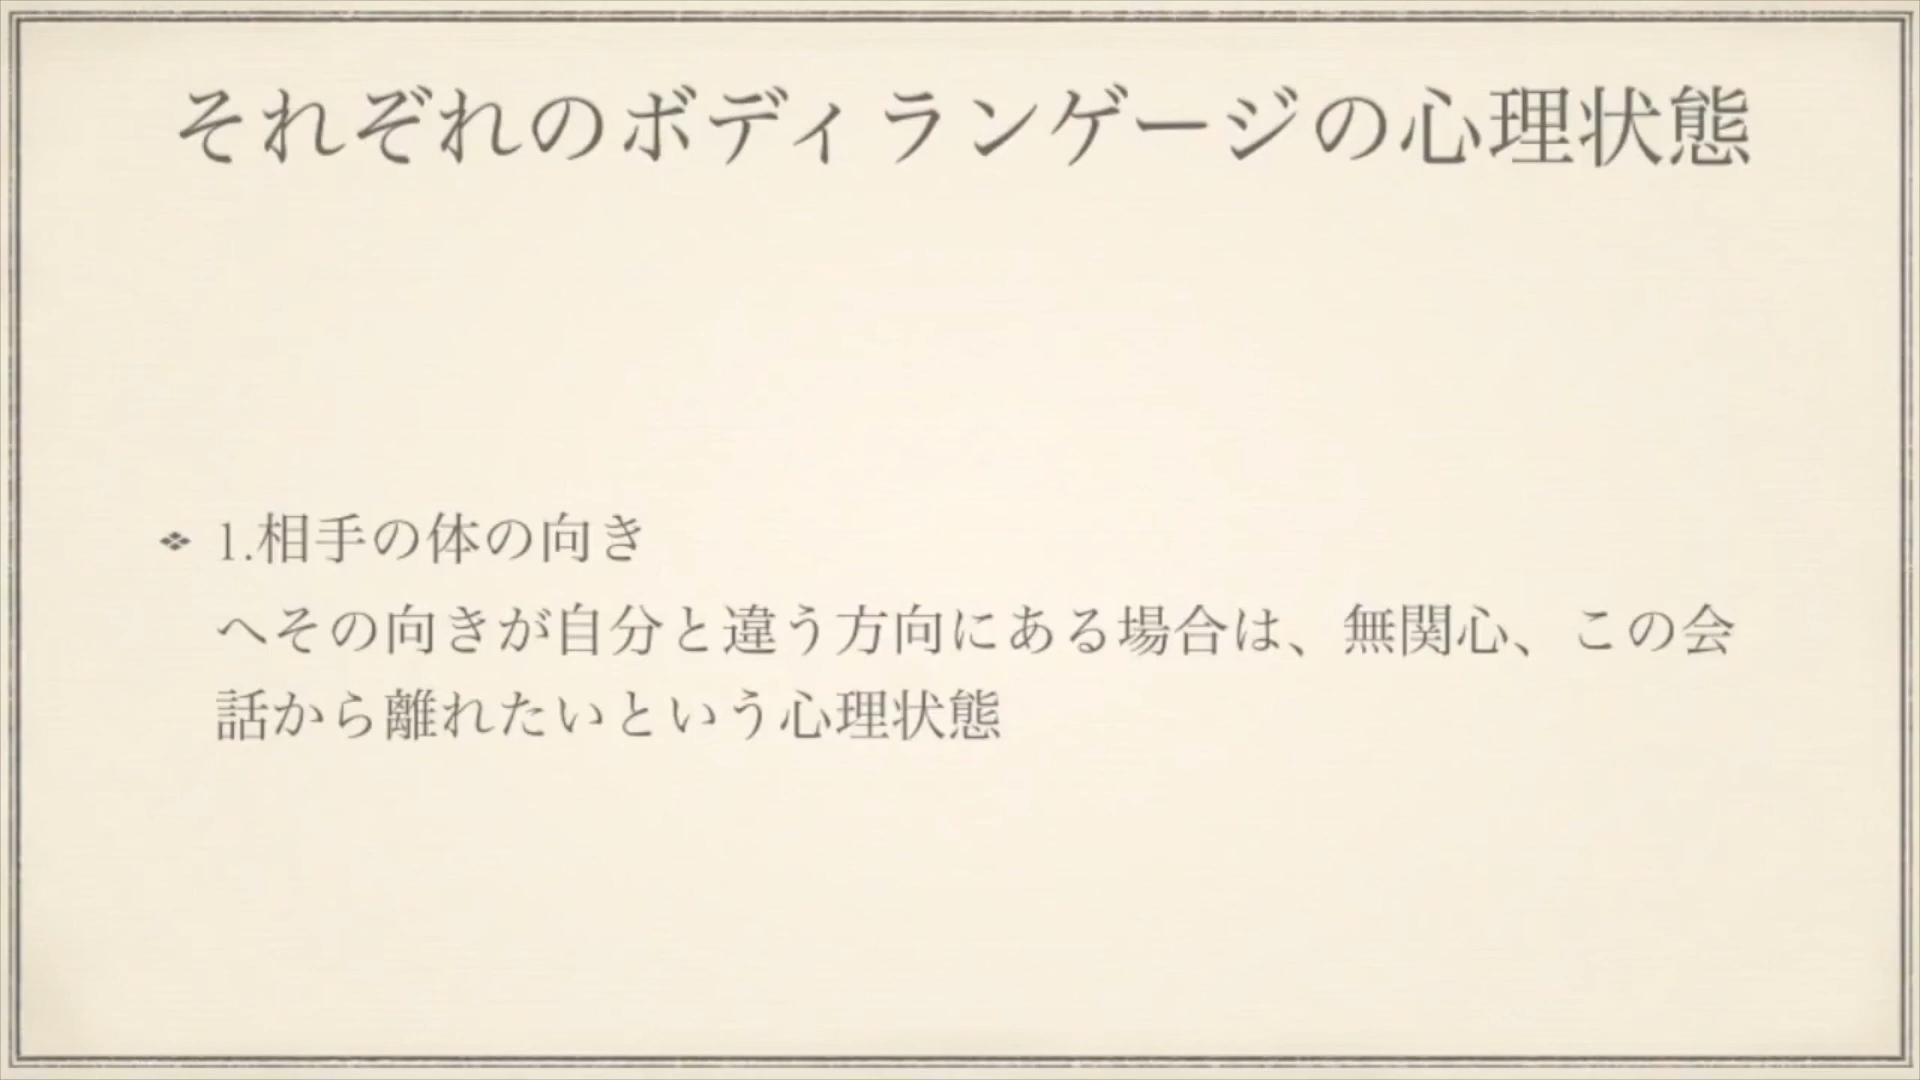 それぞれのボディランゲージの心理状態
❖ 1.相手の体の向き
へその向きが自分と違う方向にある場合は、無関心、この会
話から離れたいという心理状態